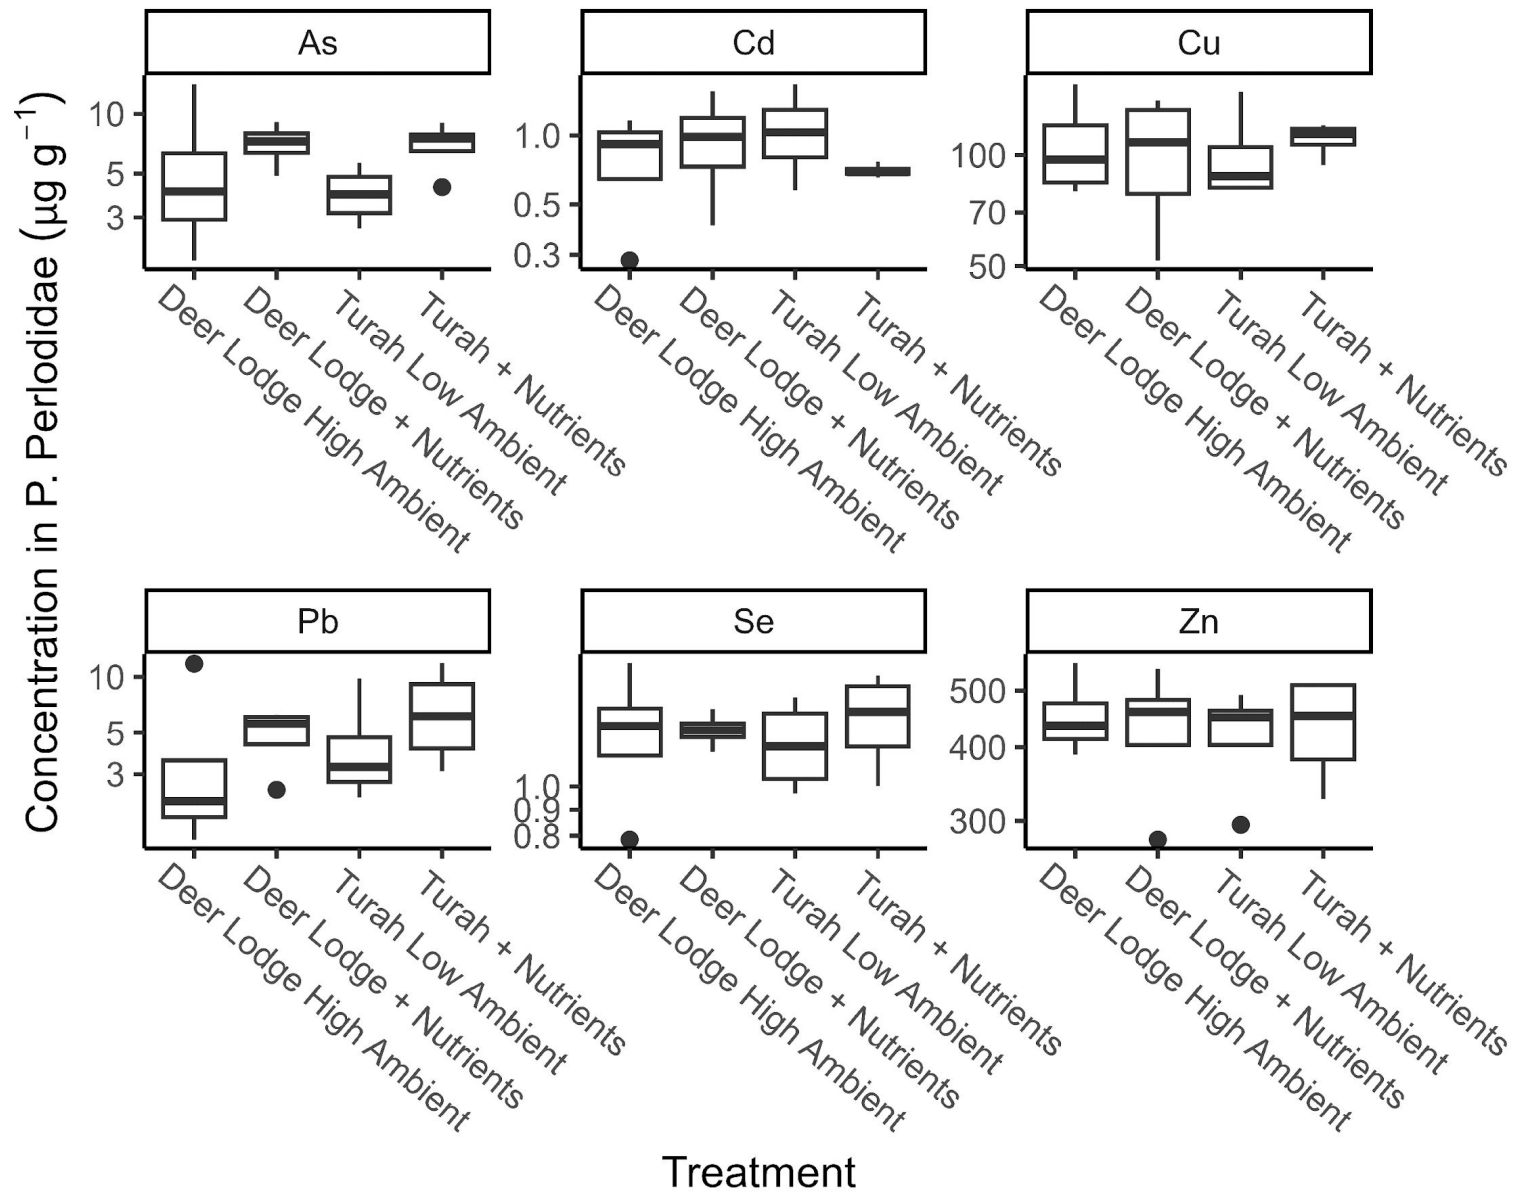 As
Cd
Cu
Concentration in P. Perlodidae (µg g⁻¹)
10
5
3
1.0
0.5
0.3
100
70
50
Deer Lodge High Ambient
Deer Lodge + Nutrients
Turah Low Ambient
Turah + Nutrients
Deer Lodge High Ambient
Deer Lodge + Nutrients
Turah Low Ambient
Turah + Nutrients
Deer Lodge High Ambient
Deer Lodge + Nutrients
Turah Low Ambient
Turah + Nutrients
Pb
Se
Zn
10
5
3
1.0
0.9
0.8
500
400
300
Deer Lodge High Ambient
Deer Lodge + Nutrients
Turah Low Ambient
Turah + Nutrients
Deer Lodge High Ambient
Deer Lodge + Nutrients
Turah Low Ambient
Turah + Nutrients
Deer Lodge High Ambient
Deer Lodge + Nutrients
Turah Low Ambient
Turah + Nutrients
Treatment